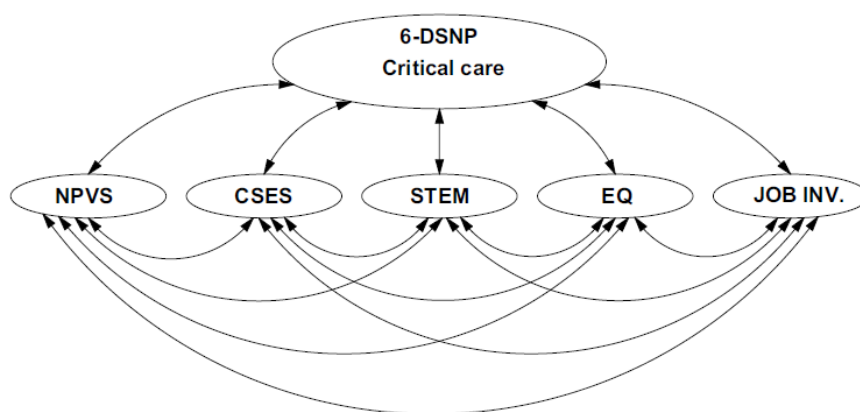 6-DSNP
Critical care
NPVS
CSES
STEM
EQ
JOB INV.